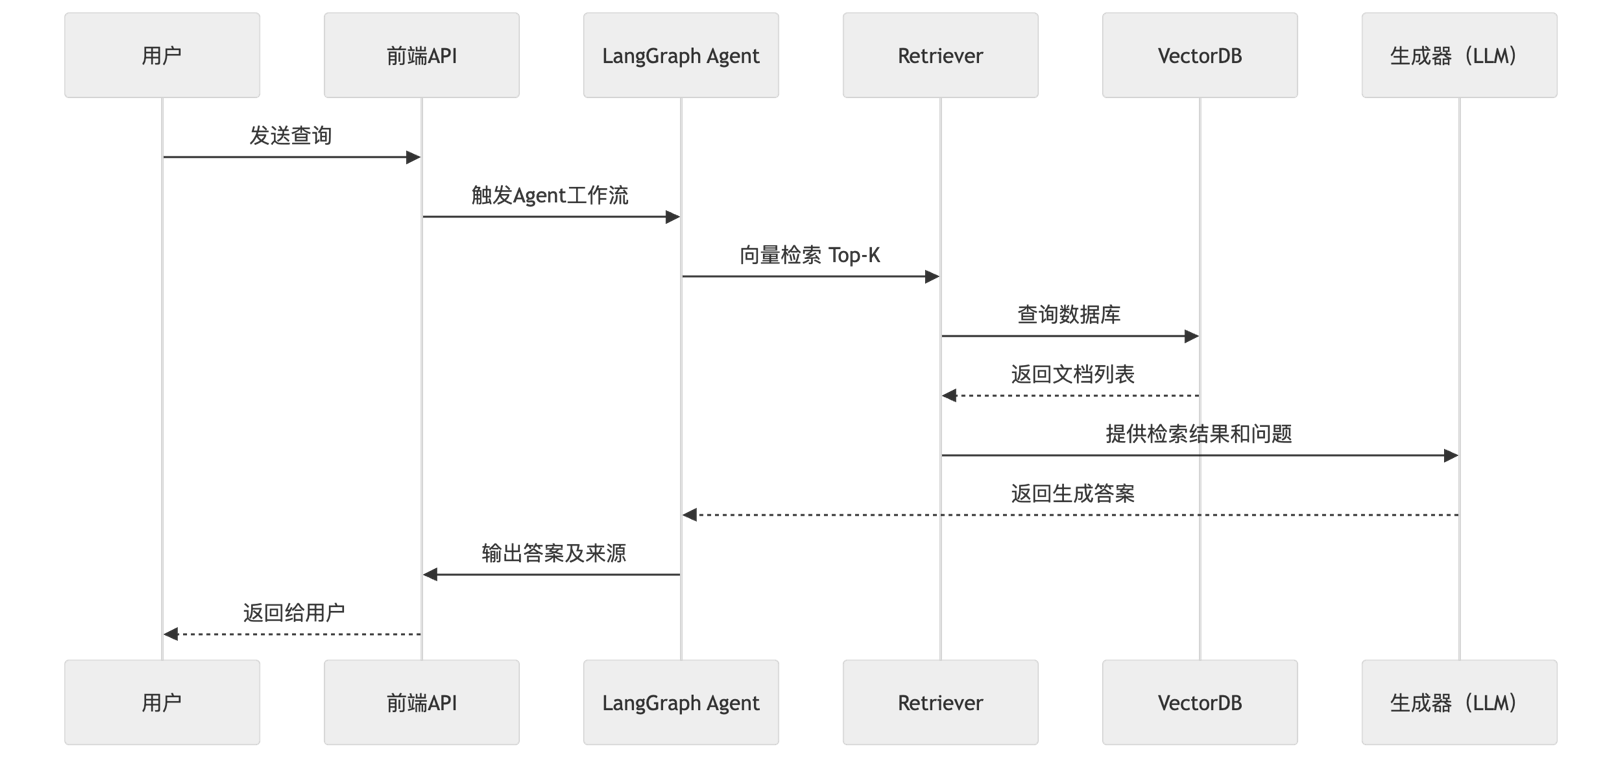 用户
前端API
LangGraph Agent
Retriever
VectorDB
生成器（LLM）
发送查询
触发Agent工作流
向量检索 Top-K
查询数据库
返回文档列表
提供检索结果和问题
返回生成答案
输出答案及来源
返回给用户
用户
前端API
LangGraph Agent
Retriever
VectorDB
生成器（LLM）